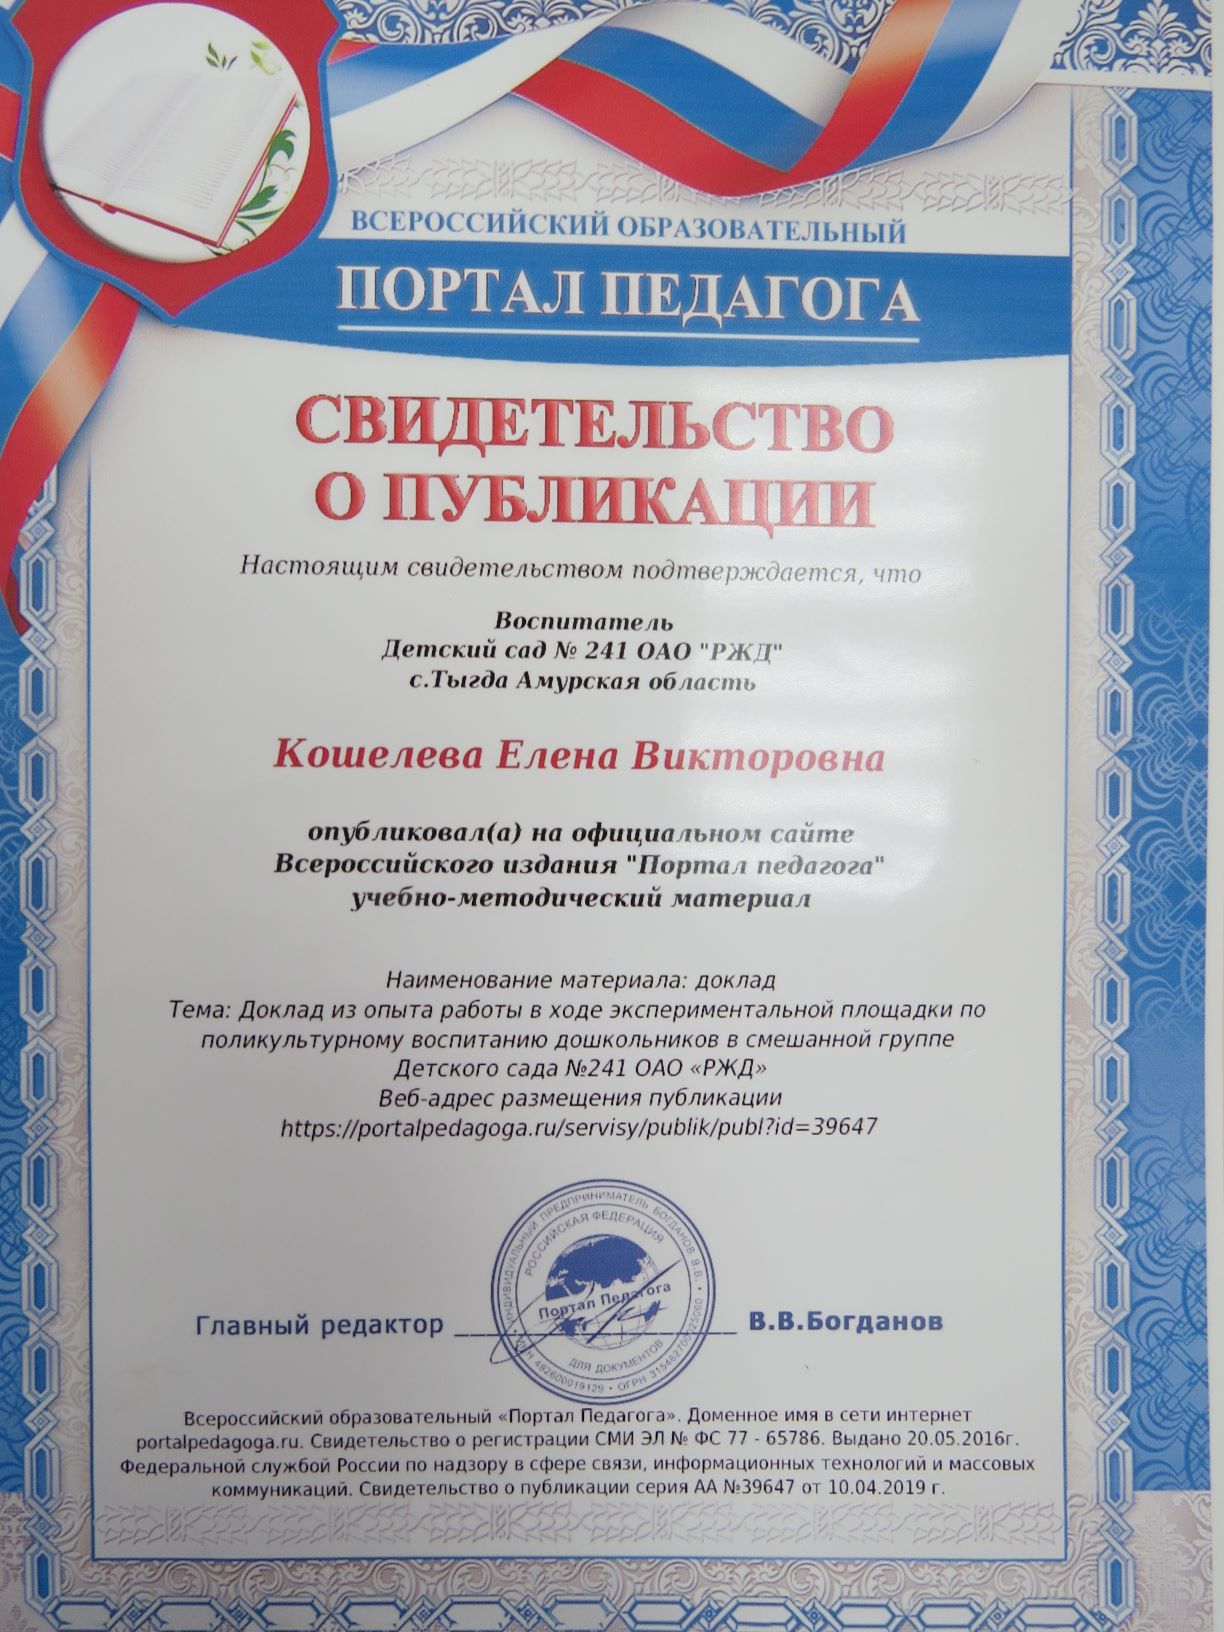 ВСЕРОССИЙСКИЙ ОБРАЗОВАТЕЛЬНЫЙ
ПОРТАЛ ПЕДАГОГА
СВИДЕТЕЛЬСТВО
О ПУБЛИКАЦИИ
Настоящим свидетельством подтверждается, что
Воспитатель
Детский сад № 241 ОАО "РЖД"
с.Тыгда Амурская область
Кошелева Елена Викторовна
опубликовал(а) на официальном сайте
Всероссийского издания "Портал педагога"
учебно-методический материал
Наименование материала: доклад
Тема: Доклад из опыта работы в ходе экспериментальной площадки по
поликультурному воспитанию дошкольников в смешанной группе
Детского сада №241 ОАО «РЖД»
Веб-адрес размещения публикации
https://portalpedagoga.ru/servisy/publik/publ?id=39647
ИНДИВИДУАЛЬНЫЙ ПРЕДПРИНИМАТЕЛЬ БОГДАНОВ В.В.
РОССИЙСКАЯ ФЕДЕРАЦИЯ
Портал Педагога
ДЛЯ ДОКУМЕНТОВ
Главный редактор В.В.Богданов
Всероссийский образовательный «Портал Педагога». Доменное имя в сети интернет
portalpedagoga.ru. Свидетельство о регистрации СМИ ЭЛ № ФС 77 - 65786. Выдано 20.05.2016г.
Федеральной службой России по надзору в сфере связи, информационных технологий и массовых
коммуникаций. Свидетельство о публикации серия АА №39647 от 10.04.2019 г.